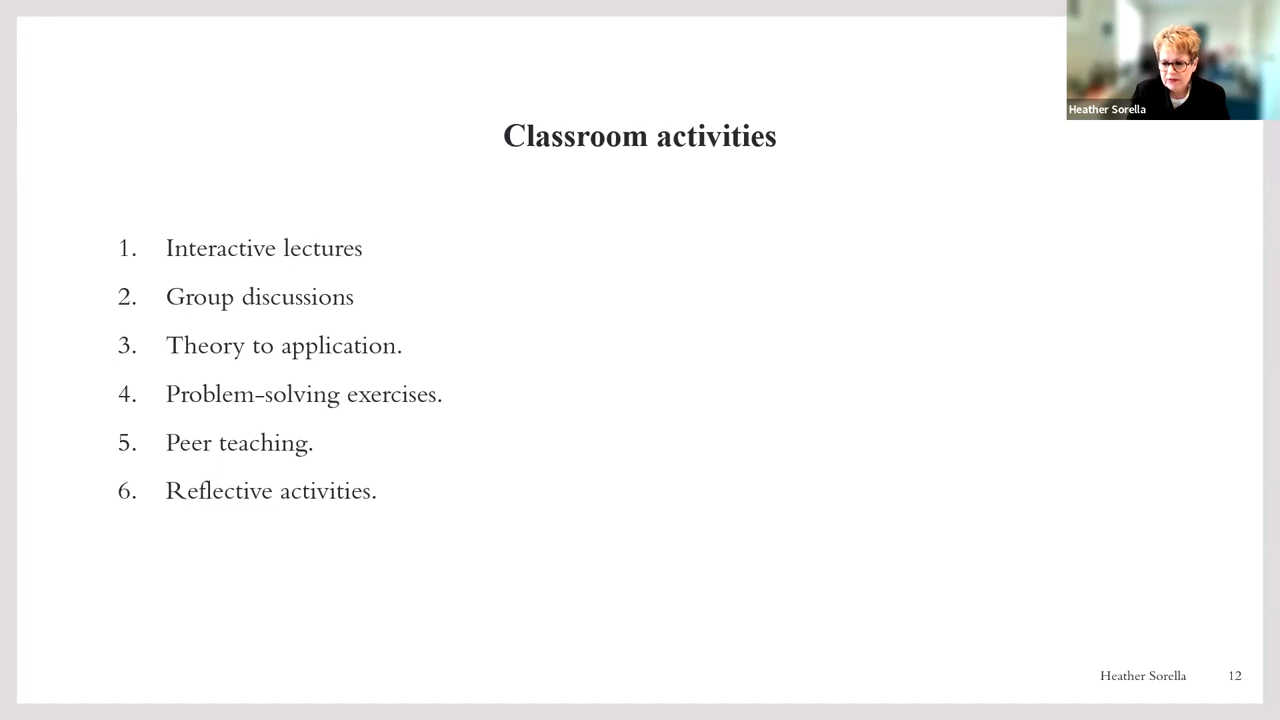 Heather Sorella
Classroom activities
1. Interactive lectures
2. Group discussions
3. Theory to application.
4. Problem-solving exercises.
5. Peer teaching.
6. Reflective activities.
Heather Sorella 12